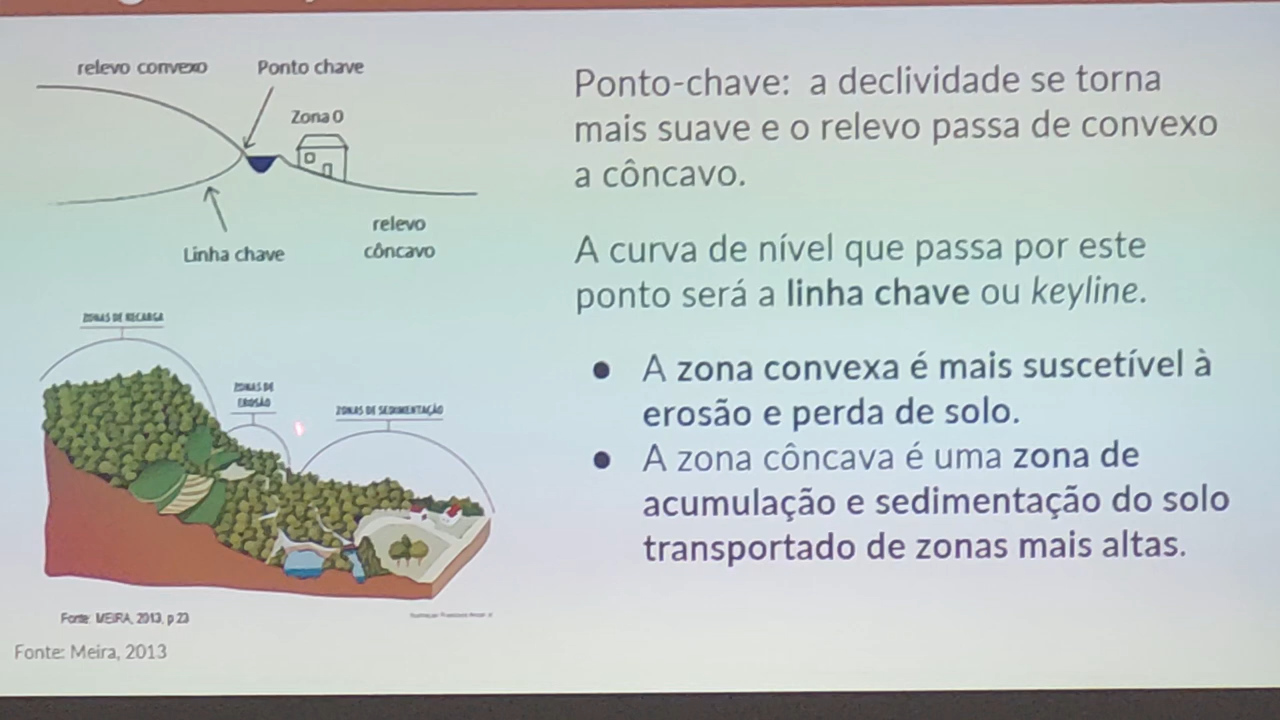 relevo convexo
Ponto chave
Zona 0
Linha chave
relevo
côncavo
ZONAS DE RECARGA
ZONAS DE
EROSÃO
ZONAS DE SEDIMENTAÇÃO
Fonte: MEIRA, 2013, p 23
Fonte: Meira, 2013
Ponto-chave: a declividade se torna
mais suave e o relevo passa de convexo
a côncavo.
A curva de nível que passa por este
ponto será a linha chave ou keyline.
● A zona convexa é mais suscetível à
erosão e perda de solo.
● A zona côncava é uma zona de
acumulação e sedimentação do solo
transportado de zonas mais altas.